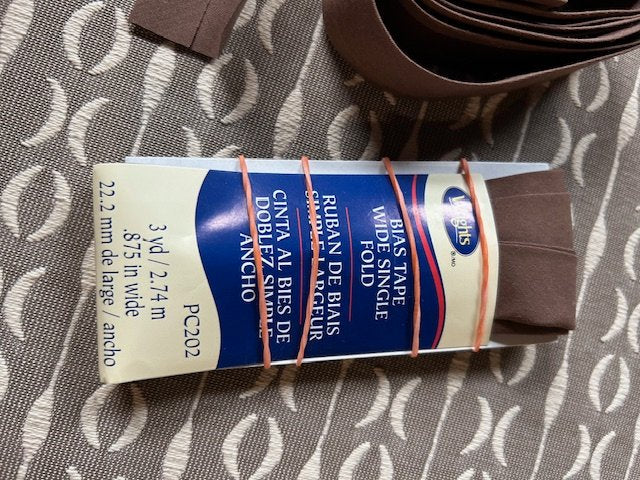 Wrights
®/MD
BIAS TAPE
WIDE SINGLE
FOLD
RUBAN DE BIAIS
SIMPLE LARGEUR
CINTA AL BIES DE
DOBLEZ SIMPLE
ANCHO
PC202
3 yd / 2.74 m
.875 in wide
22.2 mm de large / ancho